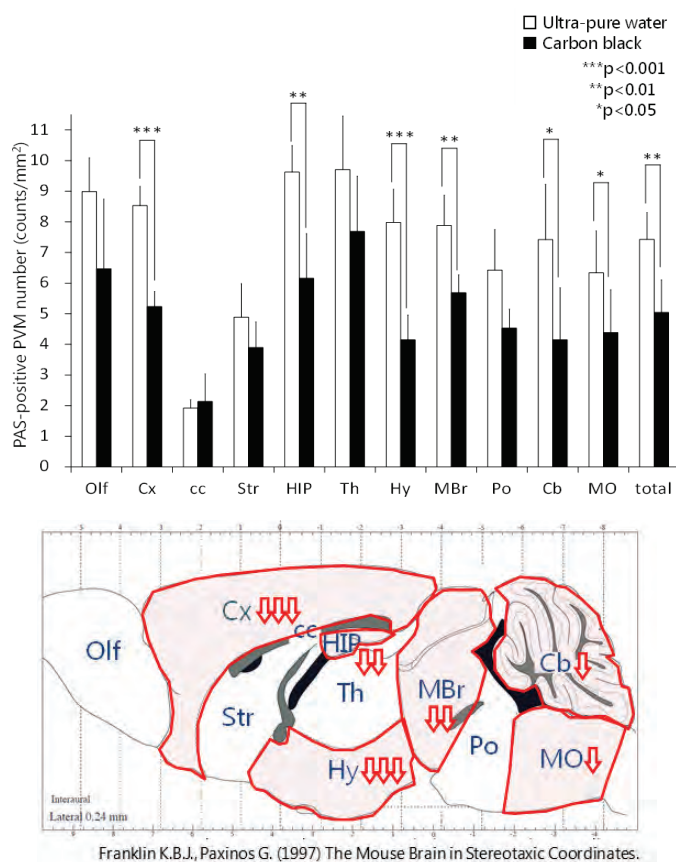 Ultra-pure water
Carbon black
***p<0.001
**p<0.01
*p<0.05
PAS-positive PVM number (counts/mm²)
11
10
9
8
7
6
5
4
3
2
1
0
***
**
***
**
*
*
**
Olf Cx cc Str HIP Th Hy MBr Po Cb MO total
Olf
Cx
cc
HIP
Str
Th
Hy
MBr
Po
Cb
MO
Interaural
Lateral 0.24 mm
Franklin K.B.J., Paxinos G. (1997) The Mouse Brain in Stereotaxic Coordinates.